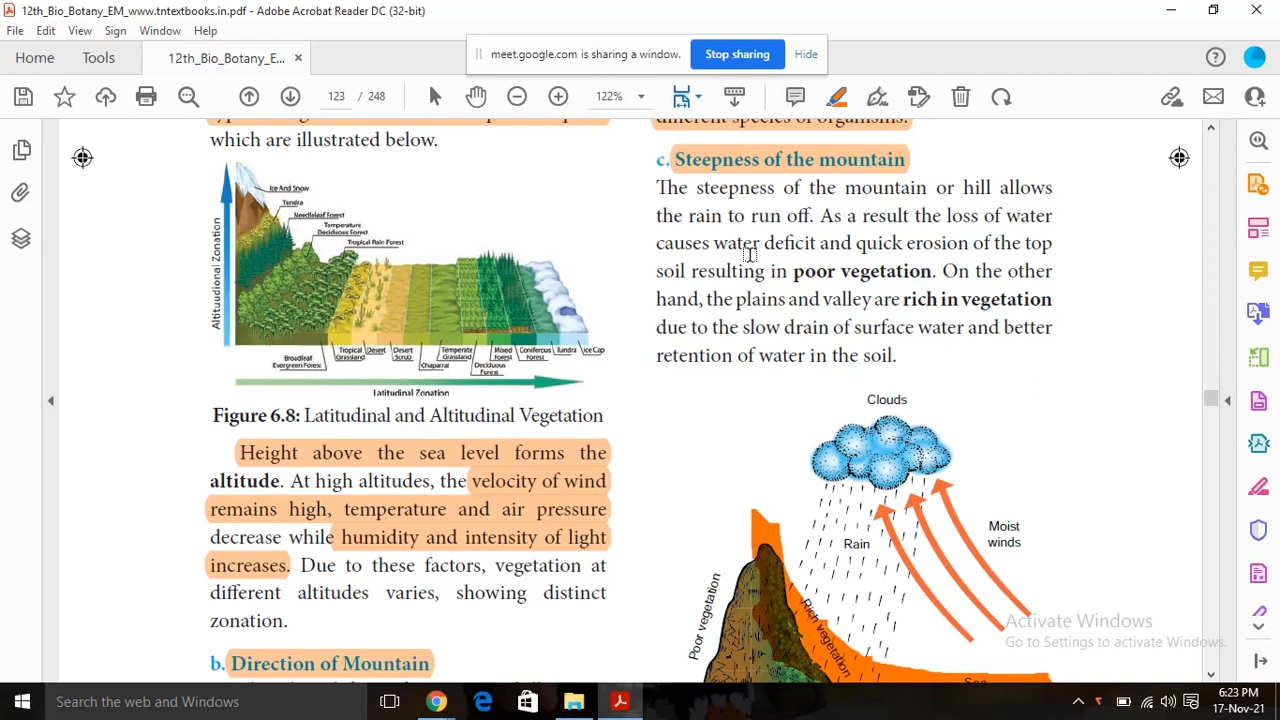 12th_Bio_Botany_EM_www.tntextbooks.in.pdf - Adobe Acrobat Reader DC (32-bit)
File Edit View Sign Window Help
Home Tools 12th_Bio_Botany_E... ×
meet.google.com is sharing a window. Stop sharing Hide
123 / 248 122%
which are illustrated below.
Ice And Snow
Tundra
Needleleaf Forest
Temperature
Deciduous Forest
Tropical Rain Forest
Altitudional Zonation
Broadleaf
Evergreen Forest
Tropical
Grassland
Desert
Desert
Scrub
Chaparral
Temperate
Grassland
Deciduous
Forest
Mixed
Forest
Coniferous
Forest
Tundra
Ice Cap
Latitudinal Zonation
Figure 6.8: Latitudinal and Altitudinal Vegetation
Height above the sea level forms the
altitude. At high altitudes, the velocity of wind
remains high, temperature and air pressure
decrease while humidity and intensity of light
increases. Due to these factors, vegetation at
different altitudes varies, showing distinct
zonation.
b. Direction of Mountain
different species of organisms.
c. Steepness of the mountain
The steepness of the mountain or hill allows
the rain to run off. As a result the loss of water
causes water deficit and quick erosion of the top
soil resulting in poor vegetation. On the other
hand, the plains and valley are rich in vegetation
due to the slow drain of surface water and better
retention of water in the soil.
Clouds
Rain
Moist
winds
Poor vegetation
Rich vegetation
Sea
Activate Windows
Go to Settings to activate Windows.
Search the web and Windows
6:23 PM
17-Nov-21